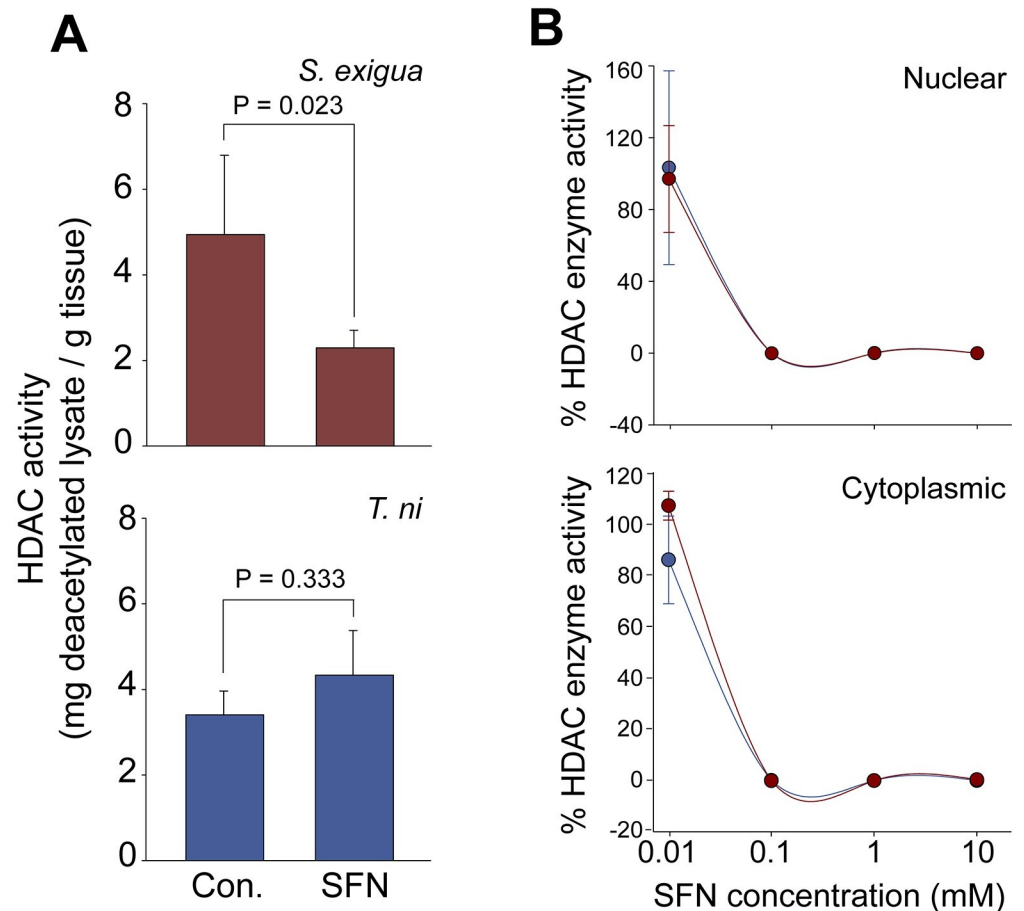 A
S. exigua
P = 0.023
8
6
4
2
0
T. ni
P = 0.333
8
6
4
2
0
Con.
SFN
HDAC activity
(mg deacetylated lysate / g tissue)
B
Nuclear
% HDAC enzyme activity
160
120
80
40
0
-40
Cytoplasmic
% HDAC enzyme activity
120
100
80
60
40
20
0
-20
0.01
0.1
1
10
SFN concentration (mM)